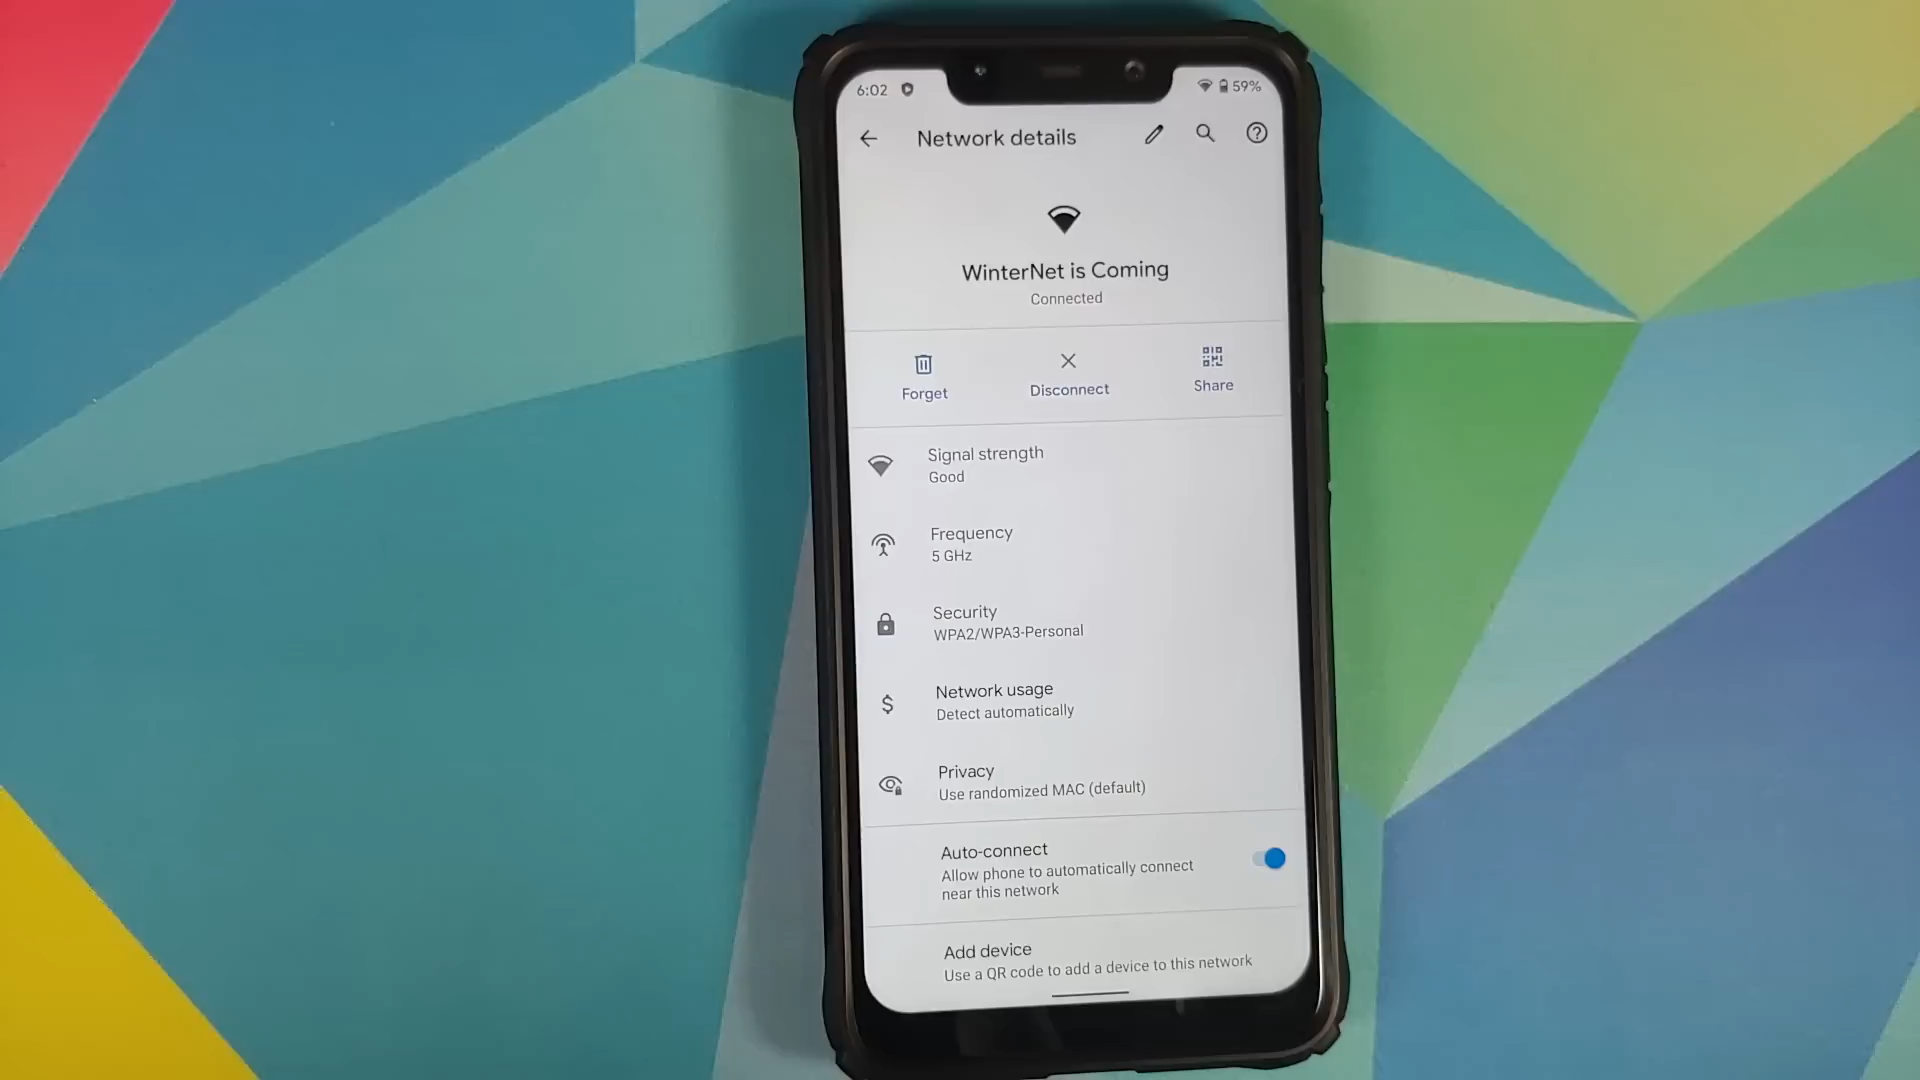 6:02 59%
Network details
WinterNet is Coming
Connected
Forget Disconnect Share
Signal strength
Good
Frequency
5 GHz
Security
WPA2/WPA3-Personal
Network usage
Detect automatically
Privacy
Use randomized MAC (default)
Auto-connect
Allow phone to automatically connect
near this network
Add device
Use a QR code to add a device to this network